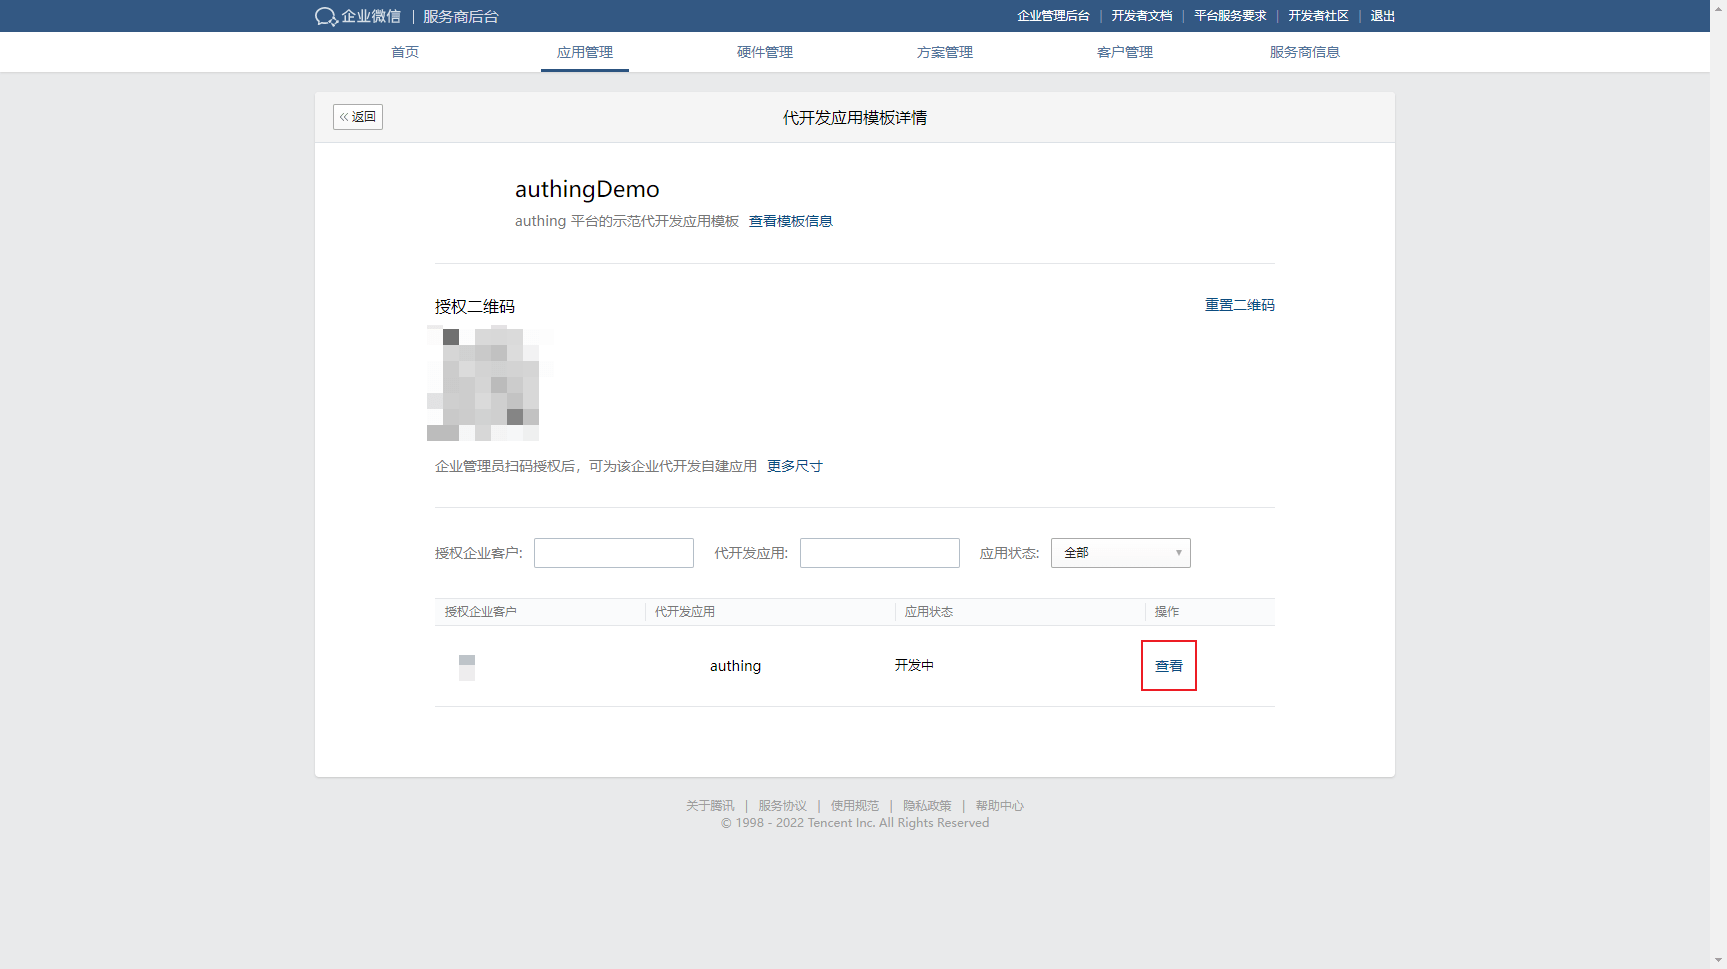 企业微信 | 服务商后台
企业管理后台 | 开发者文档 | 平台服务要求 | 开发者社区 | 退出
首页 应用管理 硬件管理 方案管理 客户管理 服务商信息
返回 代开发应用模板详情
authingDemo
authing 平台的示范代开发应用模板 查看模板信息
授权二维码 重置二维码
企业管理员扫码授权后，可为该企业代开发自建应用 更多尺寸
授权企业客户: 代开发应用: 应用状态: 全部
授权企业客户 代开发应用 应用状态 操作
authing 开发中 查看
关于腾讯 | 服务协议 | 使用规范 | 隐私政策 | 帮助中心
© 1998 - 2022 Tencent Inc. All Rights Reserved